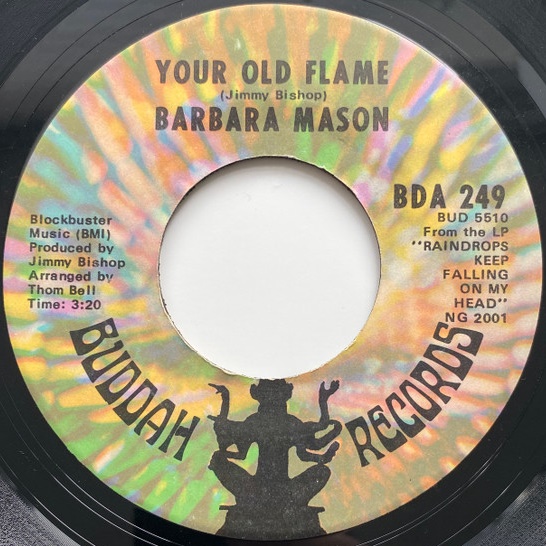 YOUR OLD FLAME
(Jimmy Bishop)
BARBARA MASON
Blockbuster
Music (BMI)
Produced by
Jimmy Bishop
Arranged by
Thom Bell
Time: 3:20
BDA 249
BUD 5510
From the LP
"RAINDROPS
KEEP
FALLING
ON MY
HEAD"
NG 2001
BUDDAH RECORDS